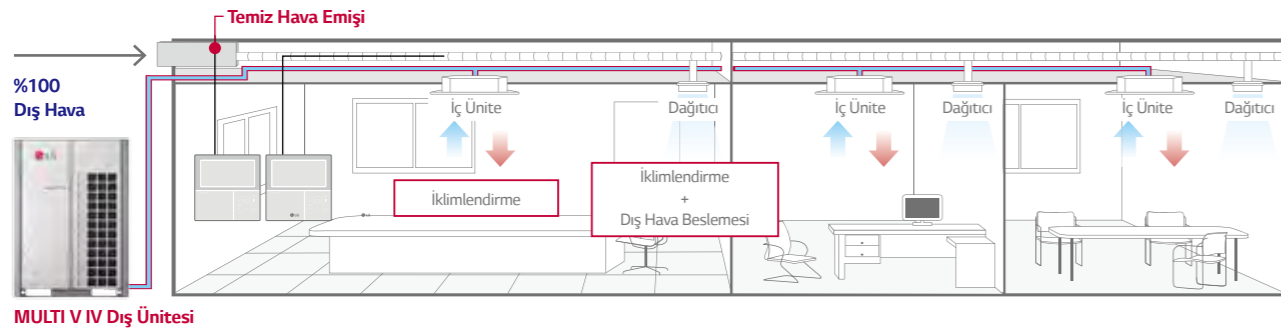 Temiz Hava Emişi
%100
Dış Hava
İç Ünite
Dağıtıcı
İç Ünite
Dağıtıcı
İç Ünite
Dağıtıcı
LG
İklimlendirme
İklimlendirme
+
Dış Hava Beslemesi
MULTI V IV Dış Ünitesi